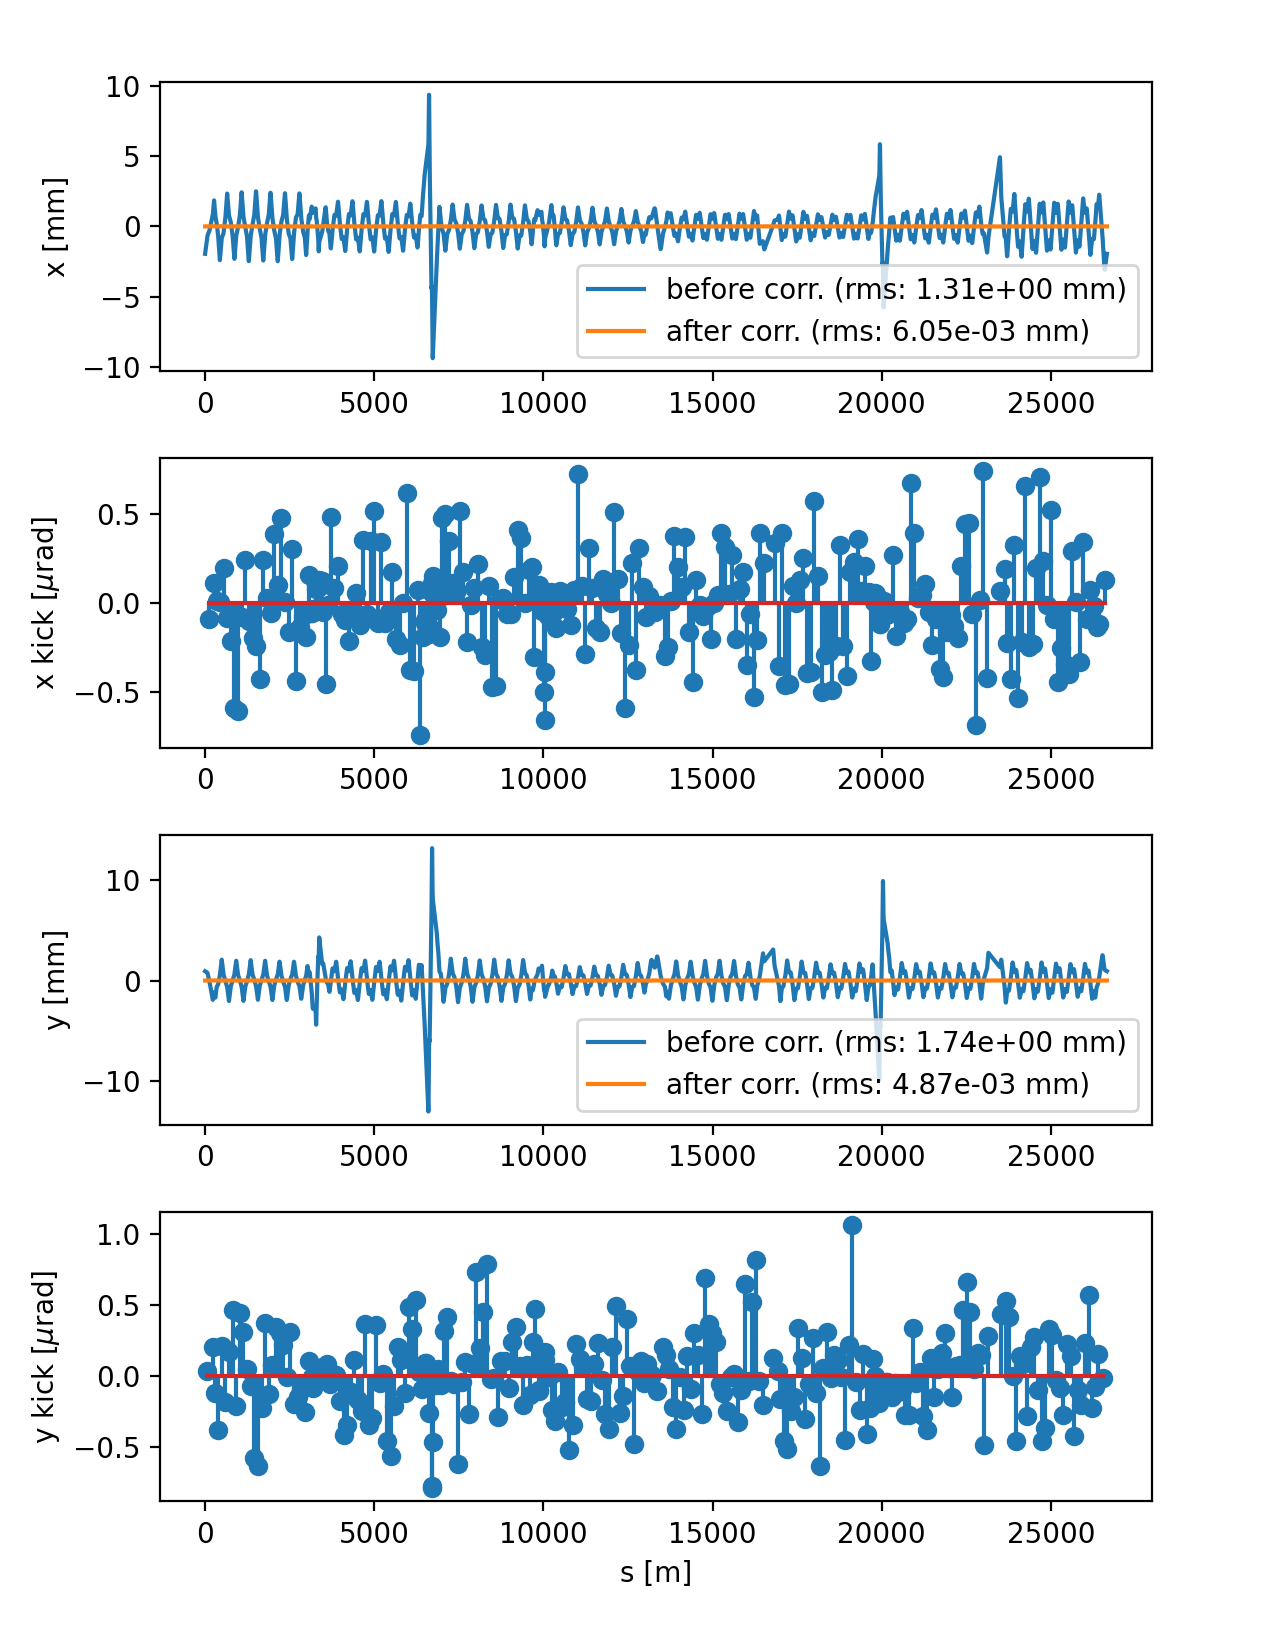 10
5
0
−5
−10
x [mm]
before corr. (rms: 1.31e+00 mm)
after corr. (rms: 6.05e-03 mm)
0 5000 10000 15000 20000 25000
0.5
0.0
−0.5
x kick [μrad]
0 5000 10000 15000 20000 25000
10
0
−10
y [mm]
before corr. (rms: 1.74e+00 mm)
after corr. (rms: 4.87e-03 mm)
0 5000 10000 15000 20000 25000
1.0
0.5
0.0
−0.5
y kick [μrad]
0 5000 10000 15000 20000 25000
s [m]